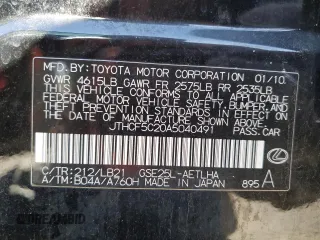 MFD.BY:TOYOTA MOTOR CORPORATION 01/10
GVWR 4615LB GAWR FR 2575LB RR 2535LB
THIS VEHICLE CONFORMS TO ALL APPLICABLE
FEDERAL MOTOR VEHICLE SAFETY, BUMPER, AND
THEFT PREVENTION STANDARDS IN EFFECT ON
THE DATE OF MANUFACTURE SHOWN ABOVE.
JTHCF5C20A5040491 PASS.CAR
C/TR:212/LB21 GSE25L-AETLHA
A/TM:B04A/A760H MADE IN JAPAN 895 A
© STAT.VIN